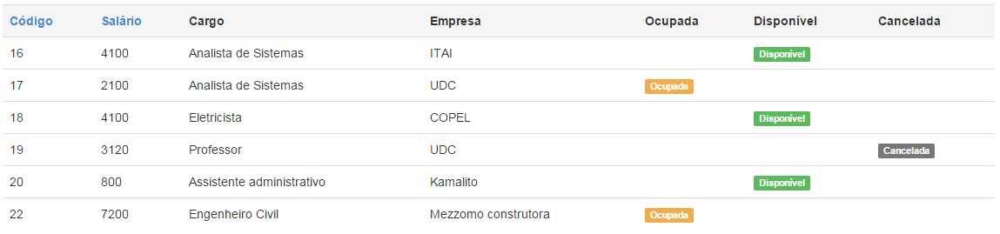 Código Salário Cargo Empresa Ocupada Disponível Cancelada
16 4100 Analista de Sistemas ITAI Disponível
17 2100 Analista de Sistemas UDC Ocupada
18 4100 Eletricista COPEL Disponível
19 3120 Professor UDC Cancelada
20 800 Assistente administrativo Kamalito Disponível
22 7200 Engenheiro Civil Mezzomo construtora Ocupada